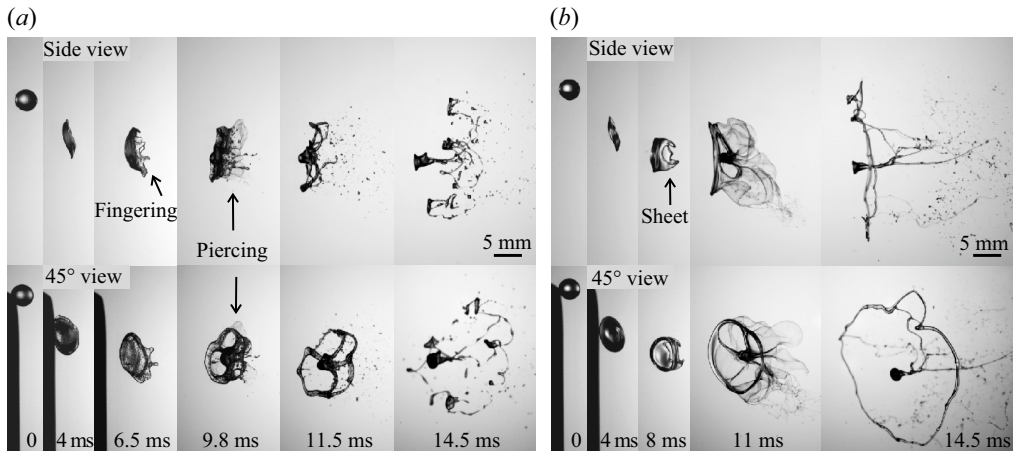 (a)
Side view
Fingering
Piercing
5 mm
45° view
0
4 ms
6.5 ms
9.8 ms
11.5 ms
14.5 ms
(b)
Side view
Sheet
5 mm
45° view
0
4 ms
8 ms
11 ms
14.5 ms